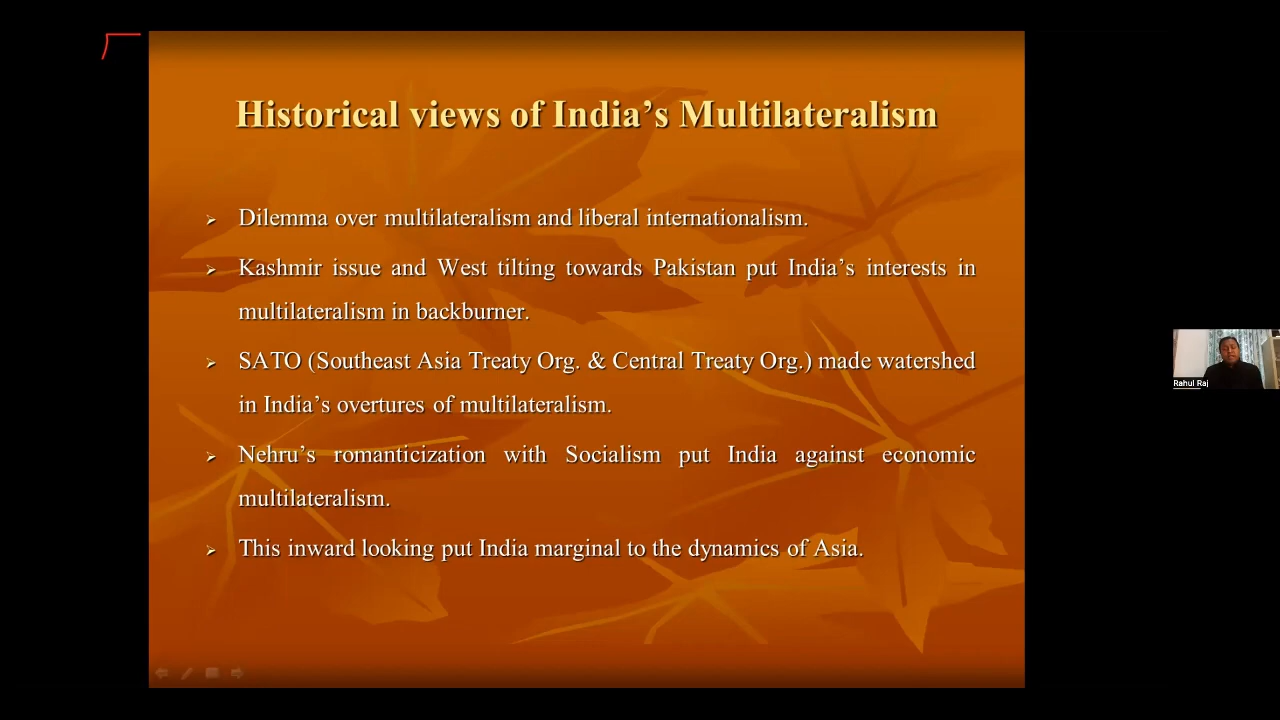 Historical views of India's Multilateralism
Dilemma over multilateralism and liberal internationalism.
Kashmir issue and West tilting towards Pakistan put India's interests in
multilateralism in backburner.
SATO (Southeast Asia Treaty Org. & Central Treaty Org.) made watershed
in India's overtures of multilateralism.
Nehru's romanticization with Socialism put India against economic
multilateralism.
This inward looking put India marginal to the dynamics of Asia.
Rahul Raj